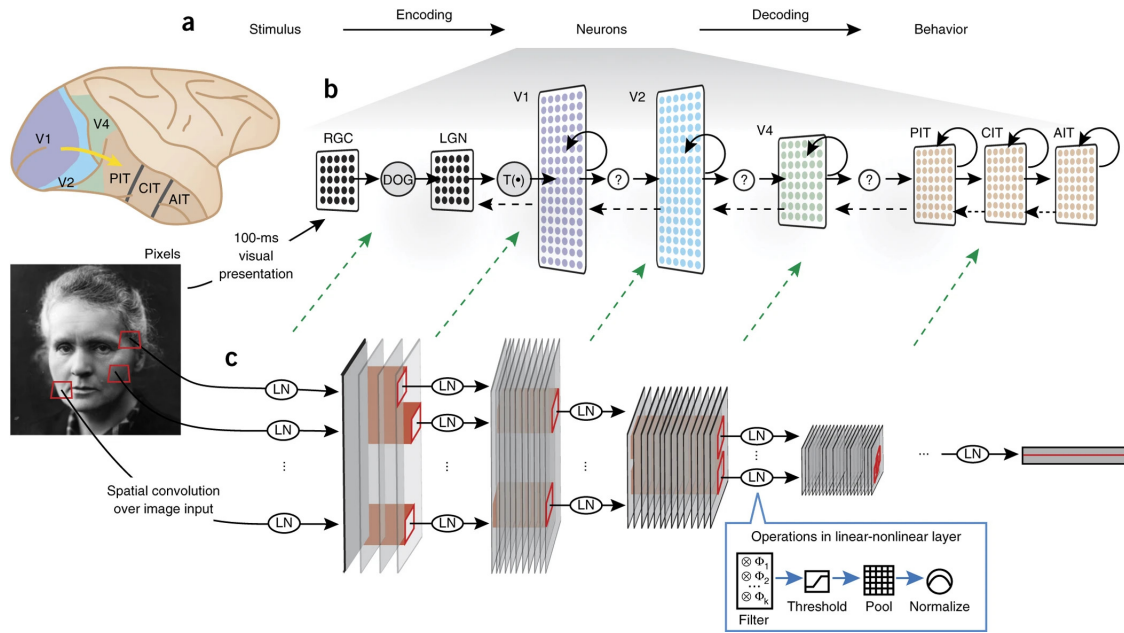 a
Stimulus
Encoding
Neurons
Decoding
Behavior
V1
V2
V4
PIT
CIT
AIT
b
RGC
DOG
LGN
T(•)
V1
?
V2
?
V4
?
PIT
CIT
AIT
100-ms
visual
presentation
Pixels
c
LN
LN
LN
LN
LN
LN
LN
LN
LN
LN
...
LN
...
...
...
...
Spatial convolution
over image input
Operations in linear-nonlinear layer
⊗ Φ1
⊗ Φ2
...
⊗ Φk
Filter
Threshold
Pool
Normalize